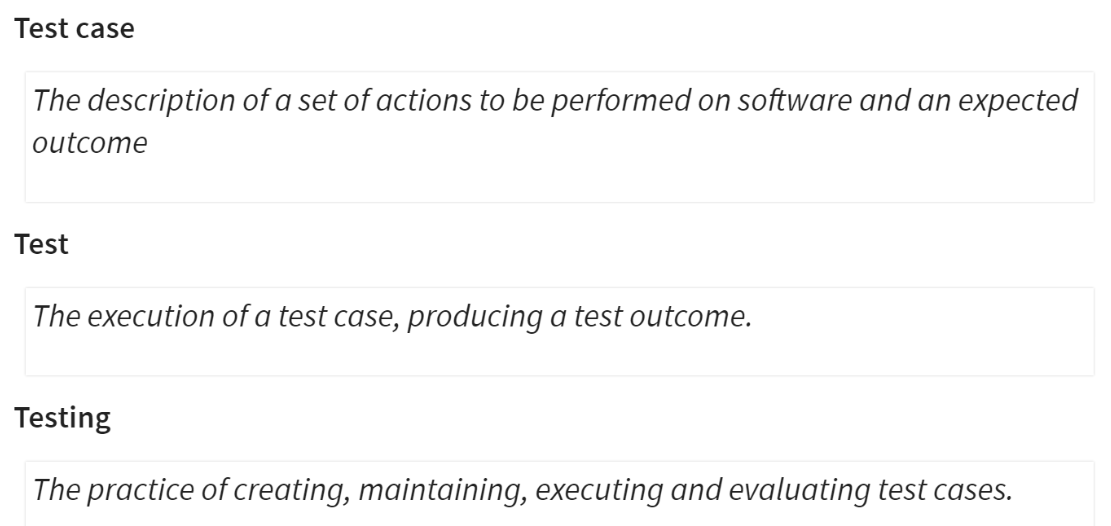 Test case
The description of a set of actions to be performed on software and an expected
outcome
Test
The execution of a test case, producing a test outcome.
Testing
The practice of creating, maintaining, executing and evaluating test cases.